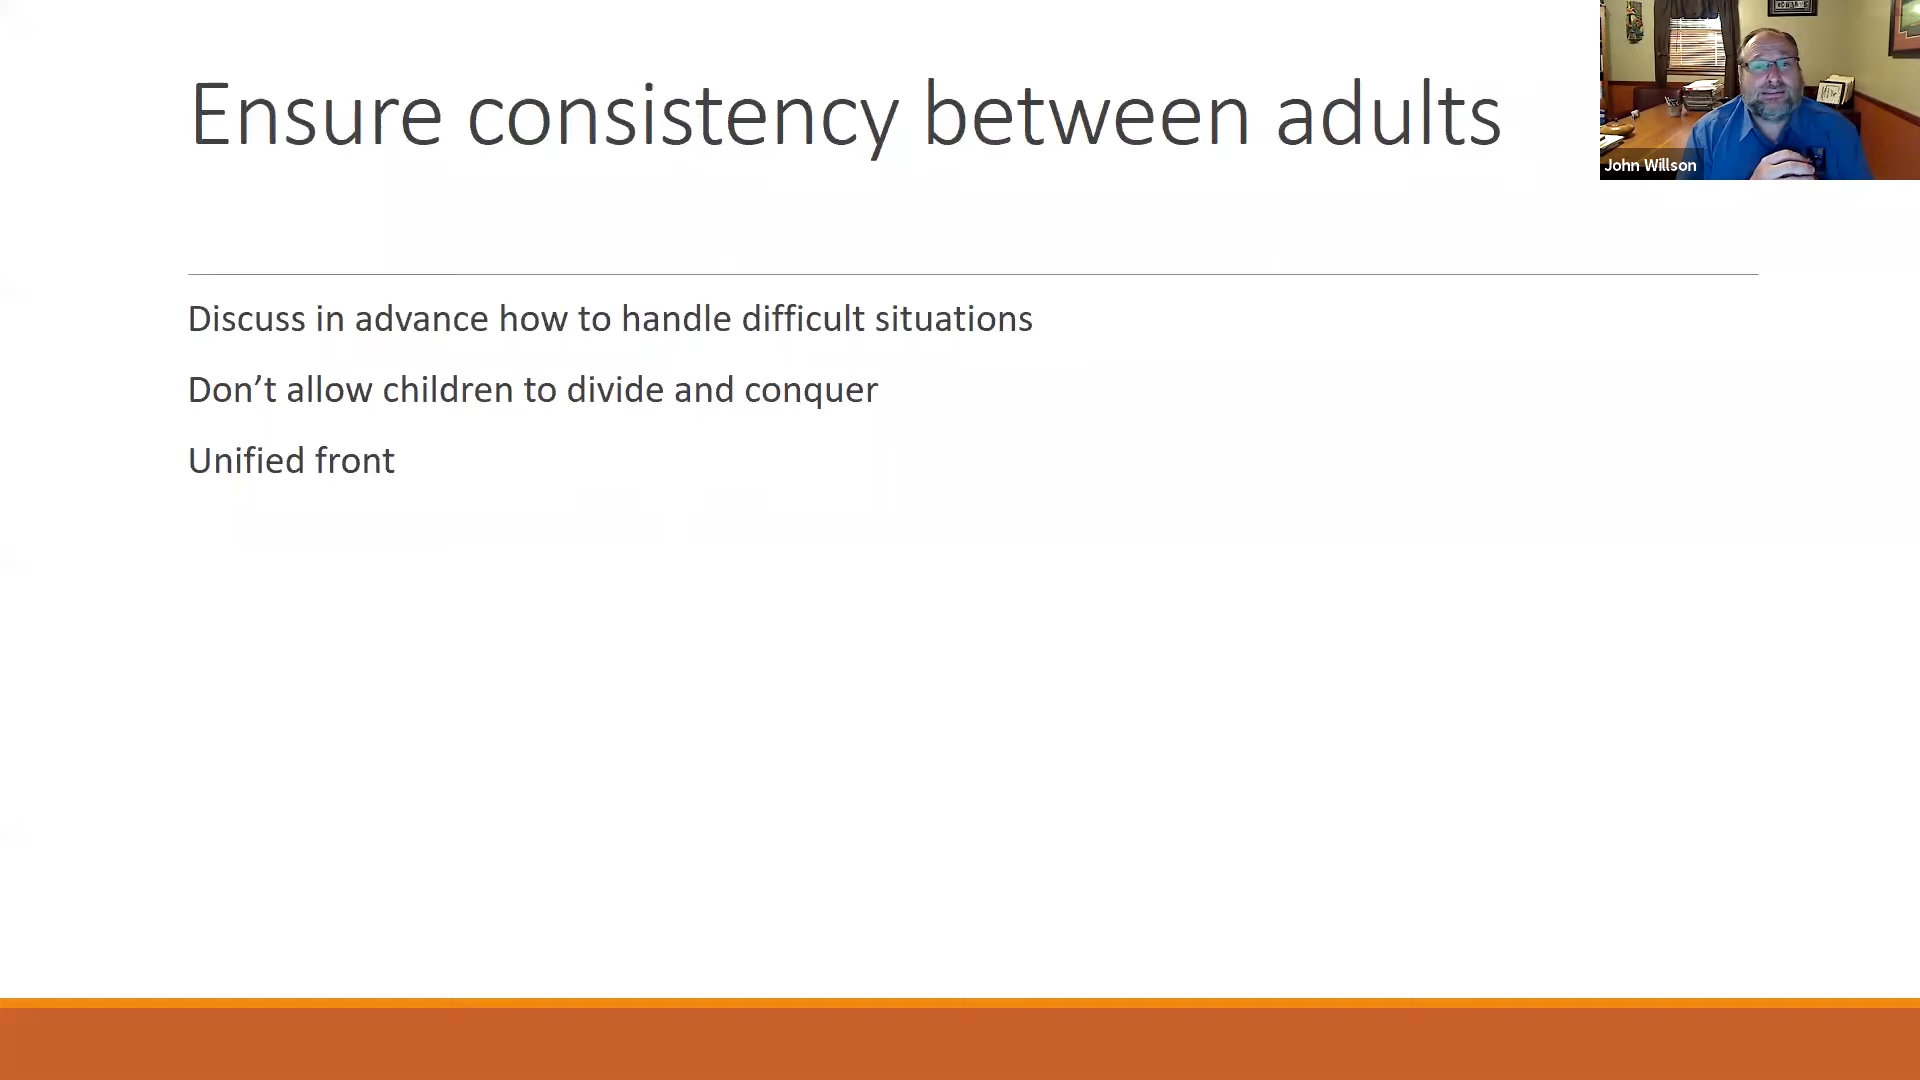 Ensure consistency between adults
John Willson
Discuss in advance how to handle difficult situations
Don’t allow children to divide and conquer
Unified front